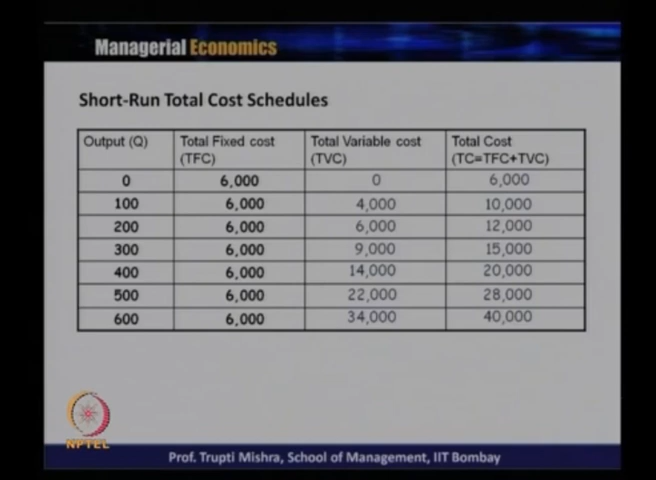 Managerial Economics
Short-Run Total Cost Schedules
Output (Q) Total Fixed cost (TFC) Total Variable cost (TVC) Total Cost (TC=TFC+TVC)
0 6,000 0 6,000
100 6,000 4,000 10,000
200 6,000 6,000 12,000
300 6,000 9,000 15,000
400 6,000 14,000 20,000
500 6,000 22,000 28,000
600 6,000 34,000 40,000
NPTEL
Prof. Trupti Mishra, School of Management, IIT Bombay